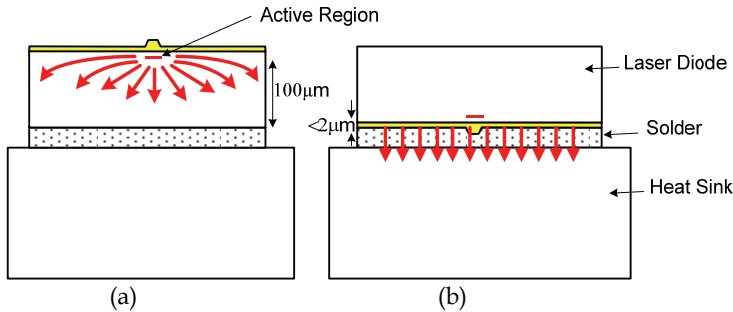 Active Region
100μm
Laser Diode
<2μm
Solder
Heat Sink
(a)
(b)